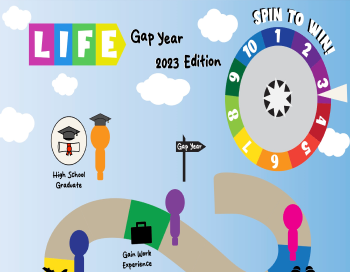 SPIN TO WIN!
LIFE
Gap Year
2023 Edition
10
1
2
3
4
5
6
7
8
9
Gap Year
High School
Graduate
Gain Work
Experience